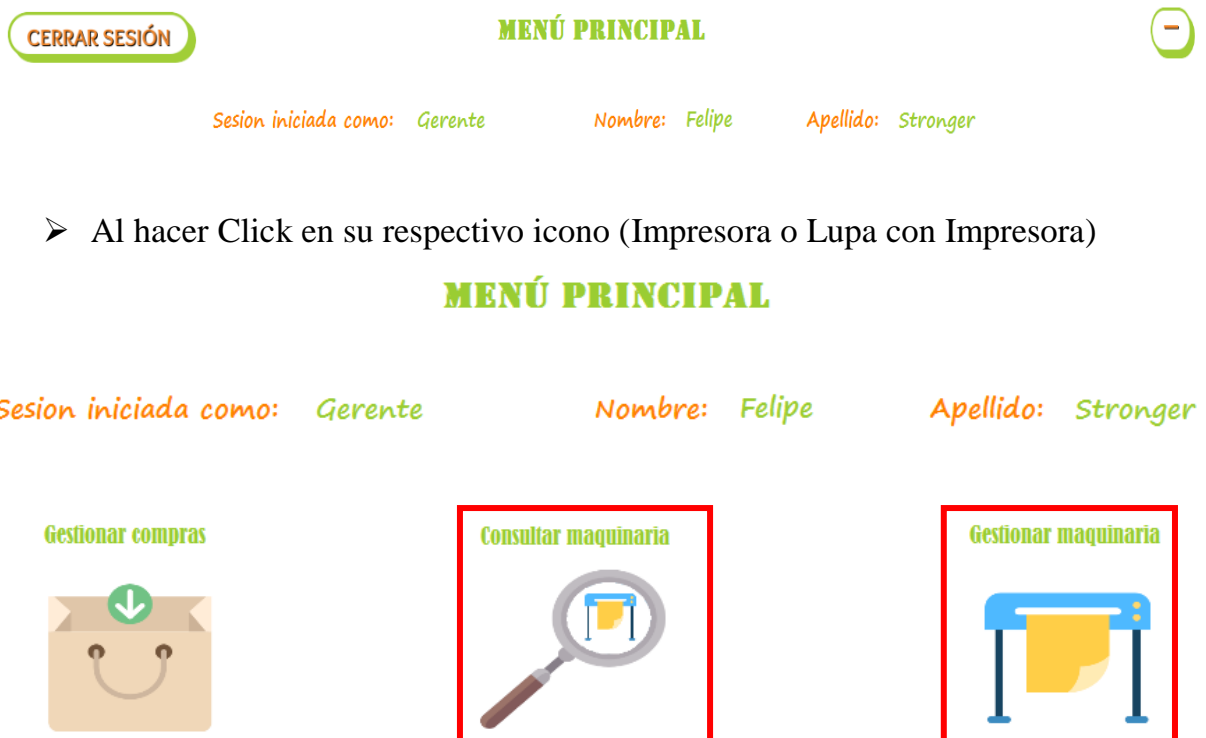 CERRAR SESIÓN MENÚ PRINCIPAL -
Sesion iniciada como: Gerente Nombre: Felipe Apellido: Stronger
➢ Al hacer Click en su respectivo icono (Impresora o Lupa con Impresora)
MENÚ PRINCIPAL
Sesion iniciada como: Gerente Nombre: Felipe Apellido: Stronger
Gestionar compras Consultar maquinaria Gestionar maquinaria